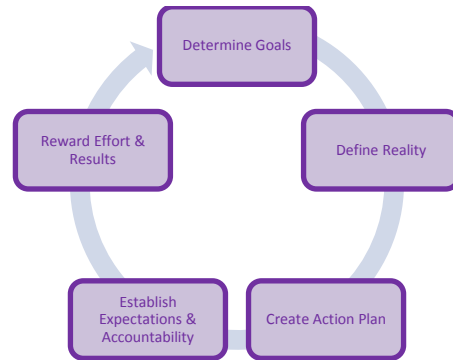 Determine Goals
Define Reality
Create Action Plan
Establish
Expectations &
Accountability
Reward Effort &
Results